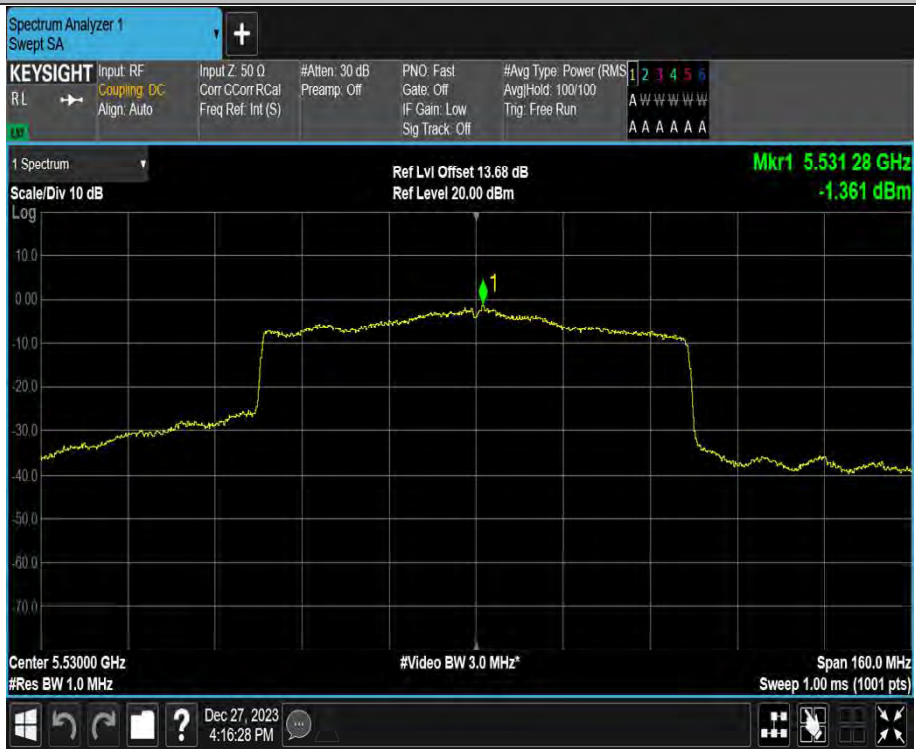 Spectrum Analyzer 1
Swept SA
+
KEYSIGHT Input: RF Input Z: 50 Ω #Atten: 30 dB PNO: Fast #Avg Type: Power (RMS 1 2 3 4 5 6
RL Coupling: DC Corr CCorr RCal Preamp: Off Gate: Off Avg|Hold: 100/100 A W W W W W
Align: Auto Freq Ref: Int (S) IF Gain: Low Trig: Free Run
Sig Track: Off A A A A A A
1 Spectrum Ref Lvl Offset 13.68 dB Mkr1 5.531 28 GHz
Scale/Div 10 dB Ref Level 20.00 dBm -1.361 dBm
Log
10.0
1
0.00
-10.0
-20.0
-30.0
-40.0
-50.0
-60.0
-70.0
Center 5.53000 GHz #Video BW 3.0 MHz* Span 160.0 MHz
#Res BW 1.0 MHz Sweep 1.00 ms (1001 pts)
? Dec 27, 2023
4:16:28 PM